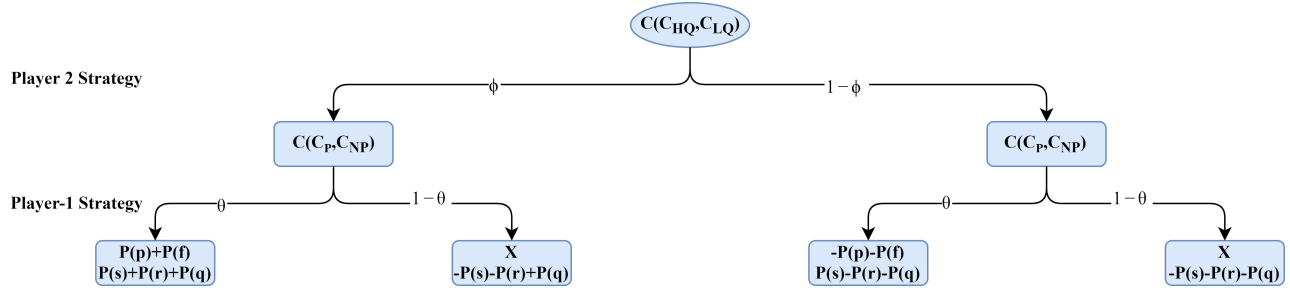 C(C_HQ,C_LQ)
Player 2 Strategy
ϕ
1 − ϕ
C(C_P,C_NP)
C(C_P,C_NP)
Player-1 Strategy
θ
1 − θ
θ
1 − θ
P(p)+P(f)
P(s)+P(r)+P(q)
X
-P(s)-P(r)+P(q)
-P(p)-P(f)
P(s)-P(r)-P(q)
X
-P(s)-P(r)-P(q)